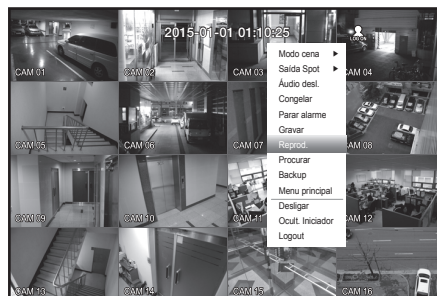 2015-01-01 01:10:25
LOG ON
CAM 01
CAM 02
CAM 03
CAM 04
Modo cena
Saída Spot
Áudio desl.
Congelar
Parar alarme
Gravar
Reprod.
Procurar
Backup
Menu principal
Desligar
Ocult. Iniciador
Logout
CAM 05
CAM 06
CAM 07
CAM 08
CAM 09
CAM 10
CAM 11
CAM 12
CAM 13
CAM 14
CAM 15
CAM 16